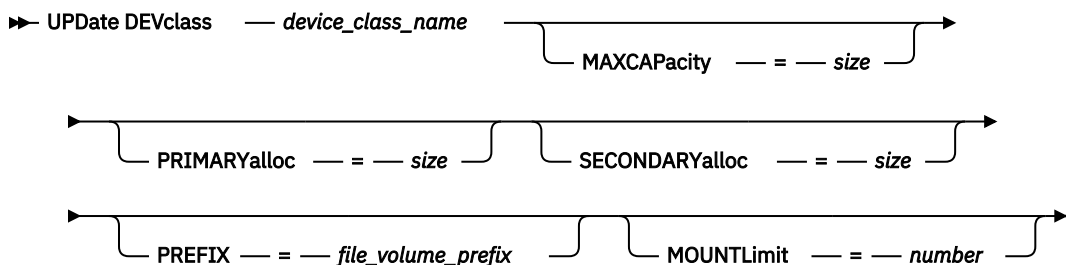 UPDate DEVclass — device_class_name
MAXCAPacity — = — size
PRIMARYalloc — = — size SECONDARYalloc — = — size
PREFIX — = — file_volume_prefix MOUNTLimit — = — number